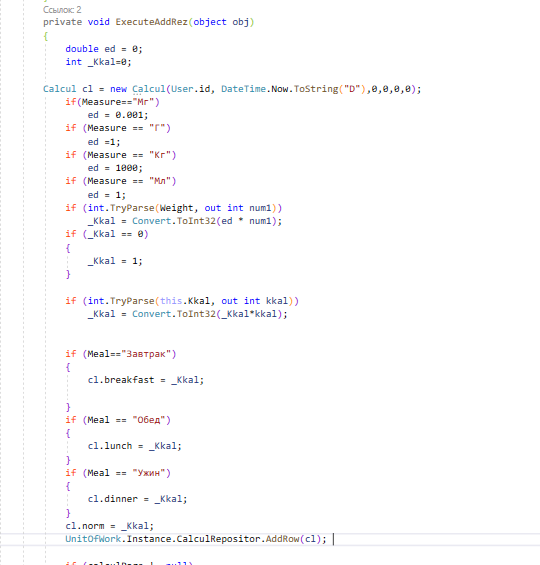 Ссылок: 2
private void ExecuteAddRez(object obj)
{
double ed = 0;
int _Kkal=0;
Calcul cl = new Calcul(User.id, DateTime.Now.ToString("D"),0,0,0,0);
if(Measure=="Мг")
ed = 0.001;
if (Measure == "Г")
ed =1;
if (Measure == "Кг")
ed = 1000;
if (Measure == "Мл")
ed = 1;
if (int.TryParse(Weight, out int num1))
_Kkal = Convert.ToInt32(ed * num1);
if (_Kkal == 0)
{
_Kkal = 1;
}
if (int.TryParse(this.Kkal, out int kkal))
_Kkal = Convert.ToInt32(_Kkal*kkal);
if (Meal=="Завтрак")
{
cl.breakfast = _Kkal;
}
if (Meal == "Обед")
{
cl.lunch = _Kkal;
}
if (Meal == "Ужин")
{
cl.dinner = _Kkal;
}
cl.norm = _Kkal;
UnitOfWork.Instance.CalculRepositor.AddRow(cl);